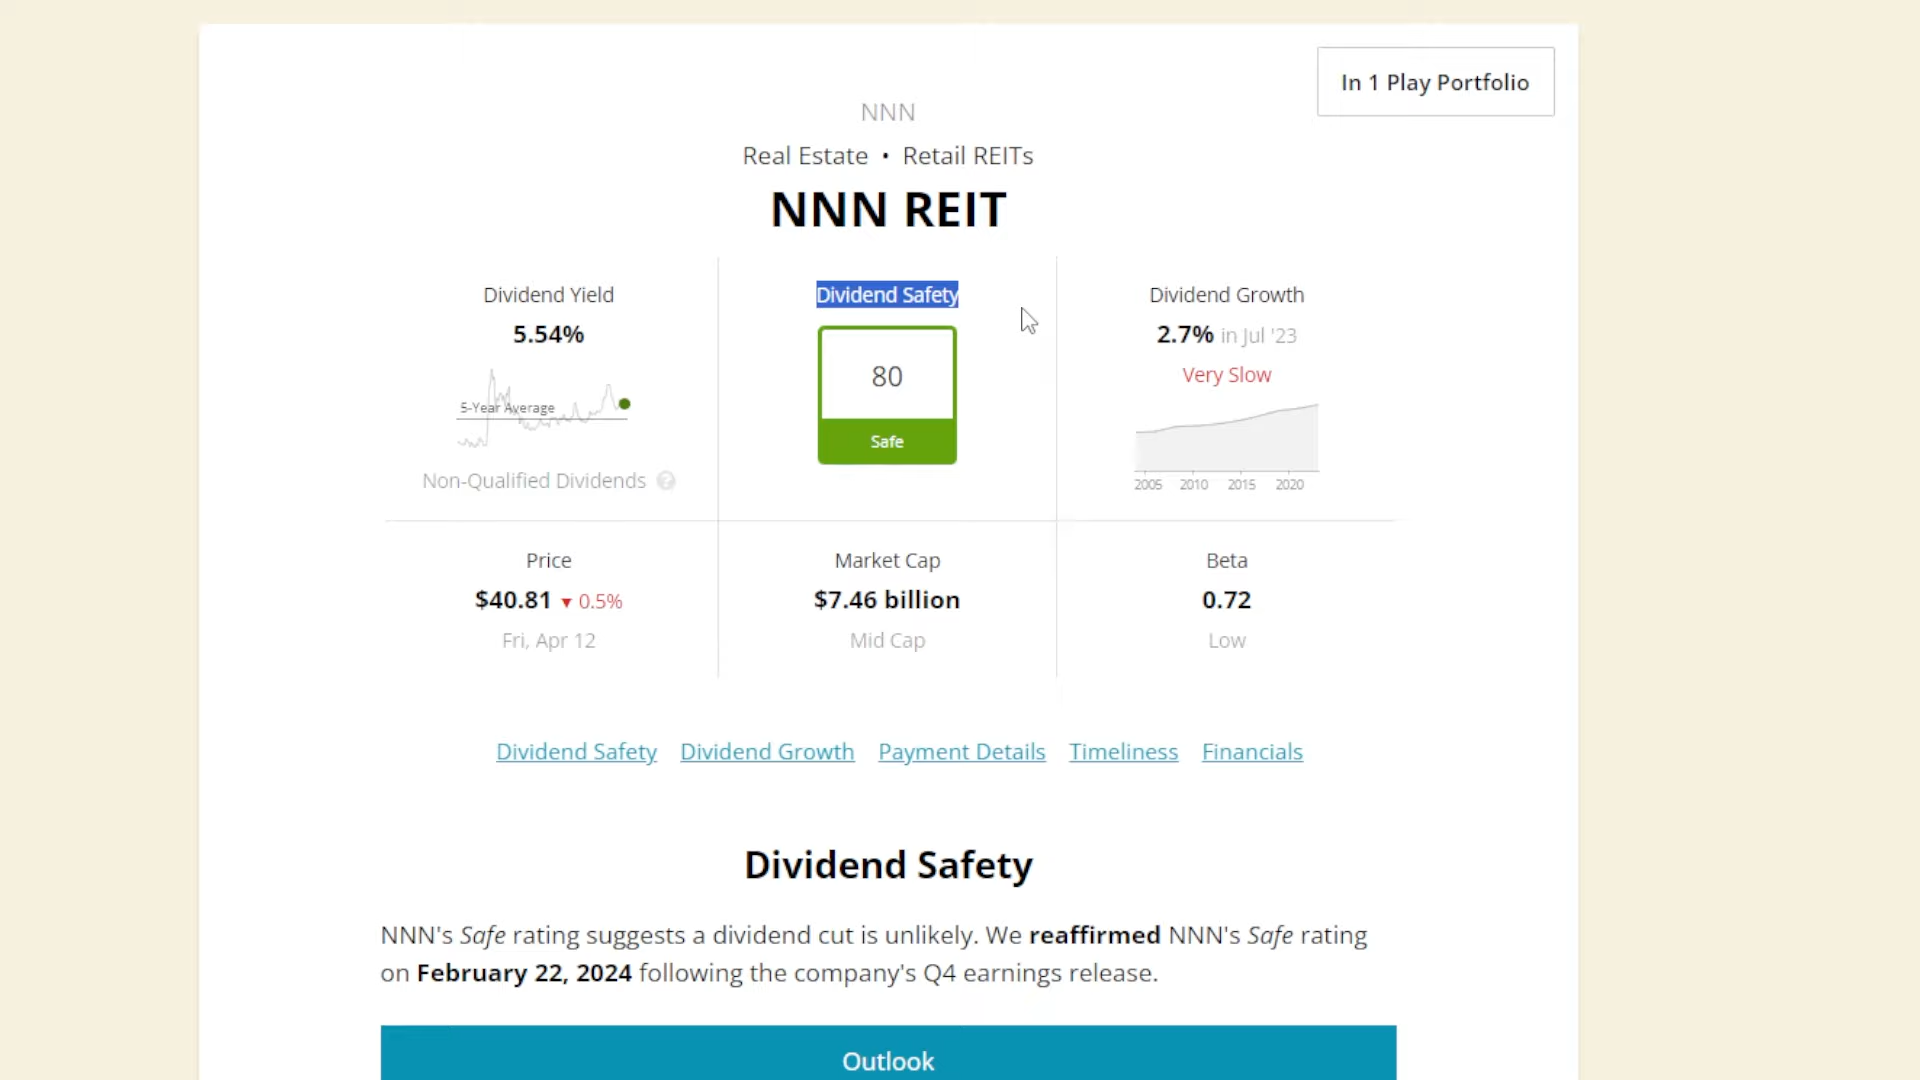 In 1 Play Portfolio
NNN
Real Estate • Retail REITs
NNN REIT
Dividend Yield
5.54%
5-Year Average
Non-Qualified Dividends ?
Dividend Safety
80
Safe
Dividend Growth
2.7% in Jul '23
Very Slow
2005 2010 2015 2020
Price
$40.81 ▼ 0.5%
Fri, Apr 12
Market Cap
$7.46 billion
Mid Cap
Beta
0.72
Low
Dividend Safety Dividend Growth Payment Details Timeliness Financials
Dividend Safety
NNN's Safe rating suggests a dividend cut is unlikely. We reaffirmed NNN's Safe rating
on February 22, 2024 following the company's Q4 earnings release.
Outlook